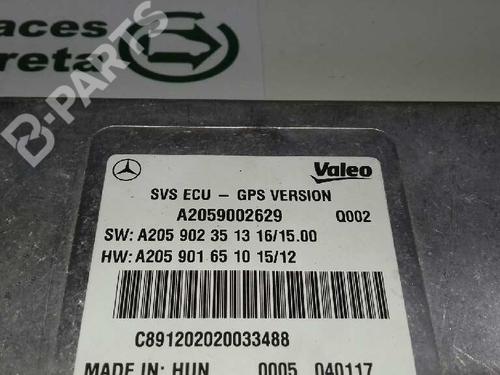 aces
reta
B-PARTS
Valeo
SVS ECU – GPS VERSION
A2059002629 Q002
SW: A205 902 35 13 16/15.00
HW: A205 901 65 10 15/12
C891202020033488
MADE IN: HUN 0005 040117